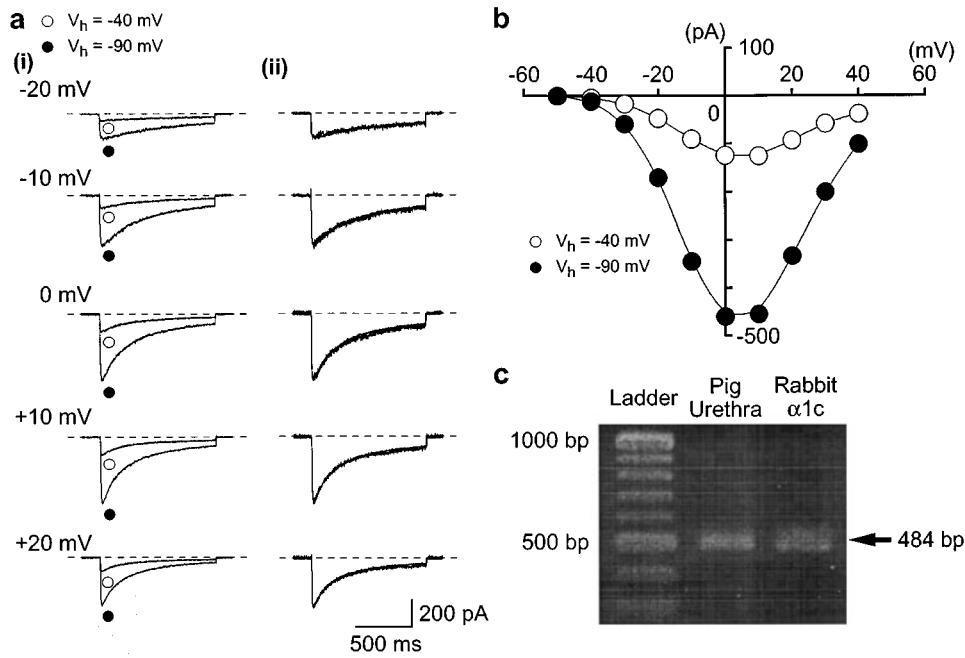 a
○ Vh = -40 mV
● Vh = -90 mV
(i)
(ii)
-20 mV
-10 mV
0 mV
+10 mV
+20 mV
200 pA
500 ms
b
(pA)
100
(mV)
-60 -40 -20 0 20 40 60
○ Vh = -40 mV
● Vh = -90 mV
-500
c
Ladder
Pig
Urethra
Rabbit
α1c
1000 bp
500 bp
484 bp